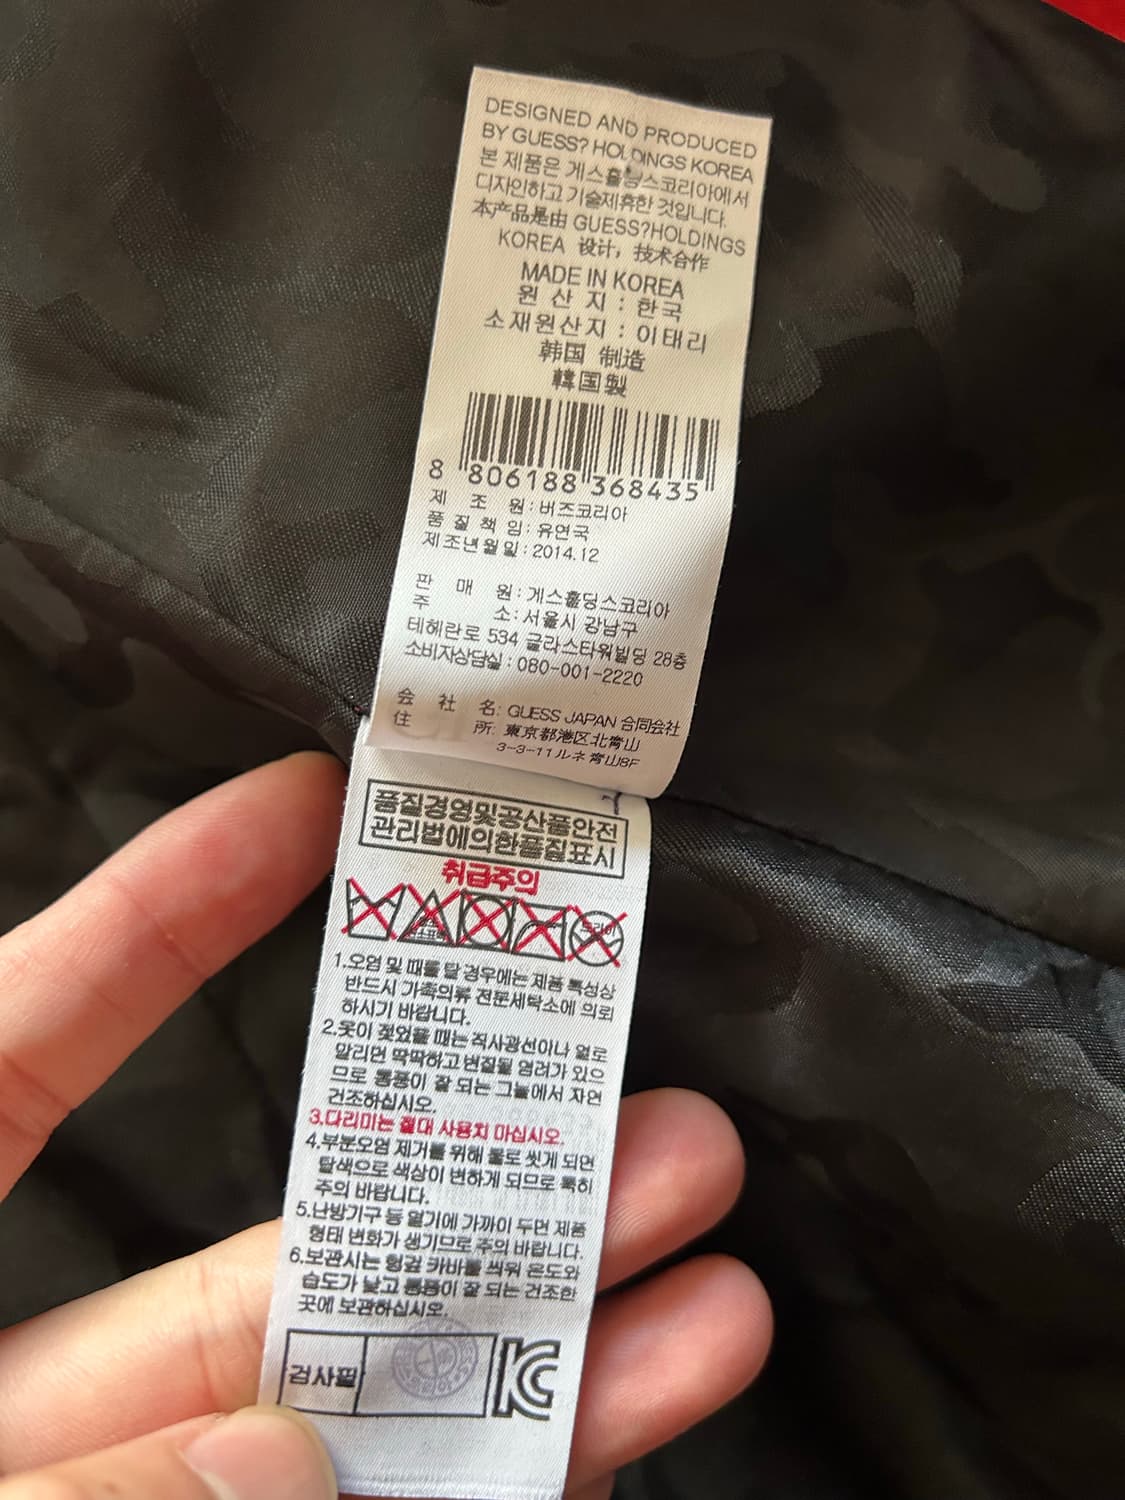 DESIGNED AND PRODUCED
BY GUESS? HOLDINGS KOREA
본 제품은 게스홀딩스코리아에서
디자인하고 기술제휴한 것입니다.
本产品是由 GUESS?HOLDINGS
KOREA 设计, 技术合作
MADE IN KOREA
원 산 지 : 한국
소재원산지 : 이태리
韩国 制造
韓国製
8 806188 368435
제 조 원 : 버즈코리아
품 질 책 임 : 유연국
제조년월일 : 2014.12
판 매 원 : 게스홀딩스코리아
주 소 : 서울시 강남구
테헤란로 534 글라스타워빌딩 28층
소비자상담실 : 080-001-2220
会 社 名: GUESS JAPAN 合同会社
住 所: 東京都港区北青山
3-3-11ルネ青山8F
품질경영및공산품안전
관리법에의한품질표시
취급주의
드라이
1.오염 및 때를 탈 경우에는 제품 특성상
반드시 가죽의류 전문세탁소에 의뢰
하시기 바랍니다.
2.옷이 젖었을 때는 직사광선이나 열로
말리면 딱딱하고 변질될 염려가 있으
므로 통풍이 잘 되는 그늘에서 자연
건조하십시오.
3.다리미는 절대 사용치 마십시오.
4.부분오염 제거를 위해 물로 씻게 되면
탈색으로 색상이 변하게 되므로 특히
주의 바랍니다.
5.난방기구 등 열기에 가까이 두면 제품
형태 변화가 생기므로 주의 바랍니다.
6.보관시는 헝겊 카바를 씌워 온도와
습도가 낮고 통풍이 잘 되는 건조한
곳에 보관하십시오.
검사필
KC